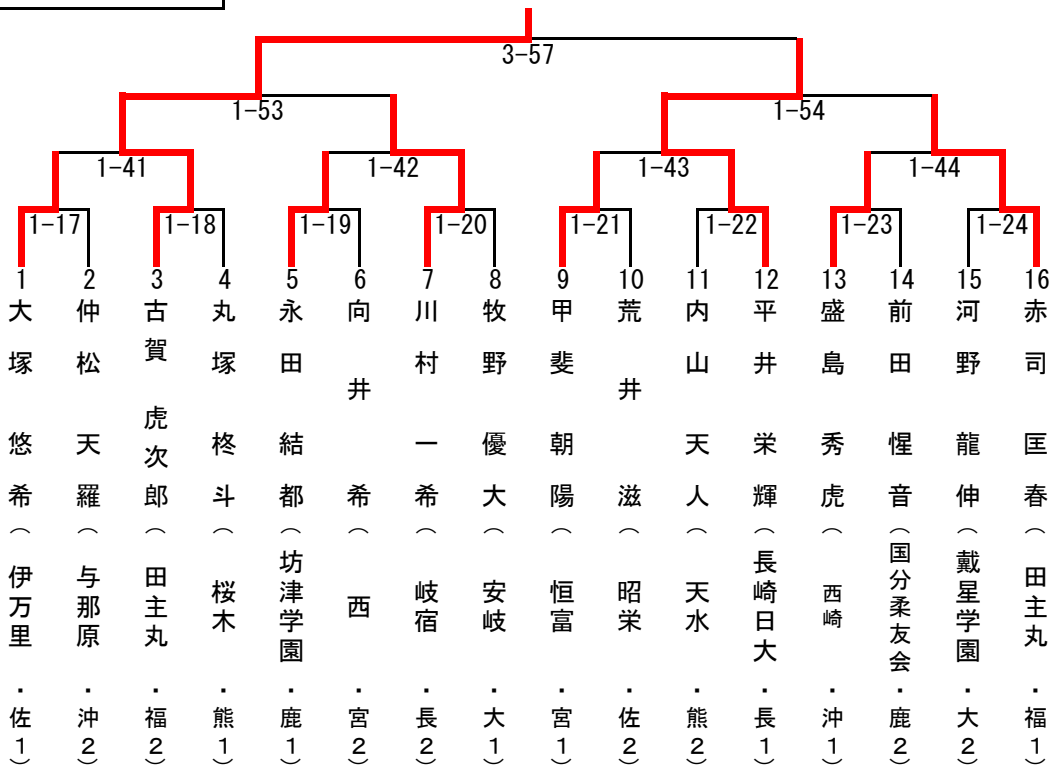 3-57
1-53
1-54
1-41
1-42
1-43
1-44
1-17
1-18
1-19
1-20
1-21
1-22
1-23
1-24
1 大塚 悠希(伊万里・佐1)
2 仲松 天羅(与那原・沖2)
3 古賀 虎次郎(田主丸・福2)
4 丸塚 柊斗(桜木・熊1)
5 永田 結都(坊津学園・鹿1)
6 向井 希(西・宮2)
7 川村 一希(岐宿・長2)
8 牧野 優大(安岐・大1)
9 甲斐 朝陽(恒富・宮1)
10 荒井 滋(昭栄・佐2)
11 内山 天人(天水・熊2)
12 平井 栄輝(長崎日大・長1)
13 盛島 秀虎(西崎・沖1)
14 前田 惺音(国分柔友会・鹿2)
15 河野 龍伸(戴星学園・大2)
16 赤司 匡春(田主丸・福1)